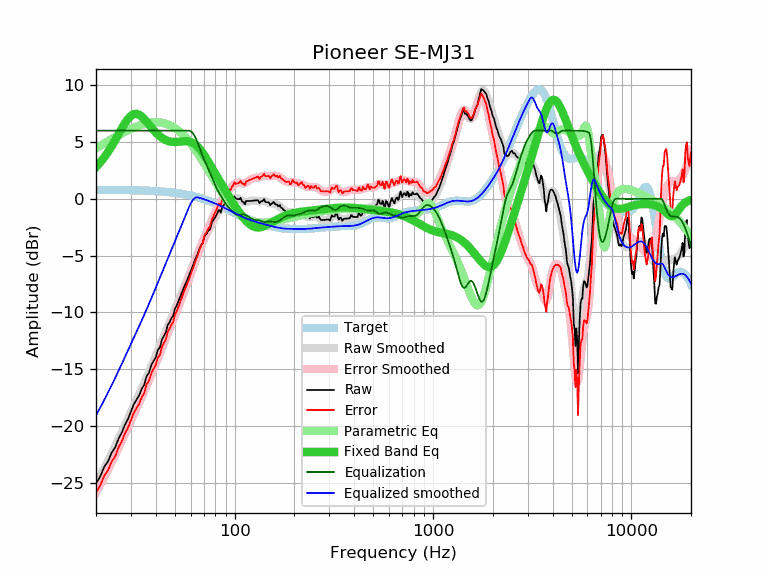 Pioneer SE-MJ31
Amplitude (dBr)
10
5
0
−5
−10
−15
−20
−25
Target
Raw Smoothed
Error Smoothed
Raw
Error
Parametric Eq
Fixed Band Eq
Equalization
Equalized smoothed
100 1000 10000
Frequency (Hz)